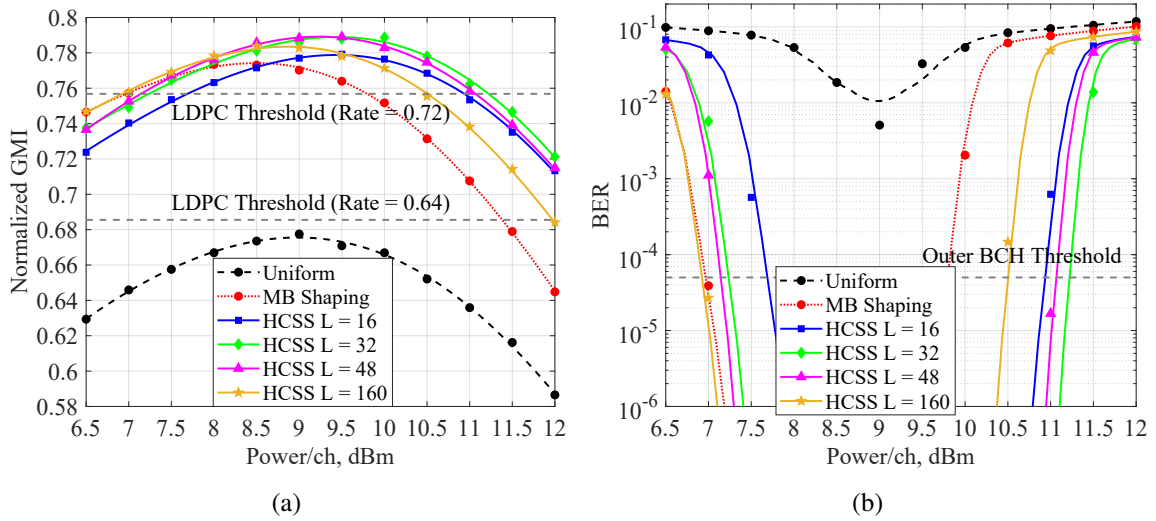 0.8
0.78
0.76
0.74
0.72
0.7
0.68
0.66
0.64
0.62
0.6
0.58
Normalized GMI
LDPC Threshold (Rate = 0.72)
LDPC Threshold (Rate = 0.64)
Uniform
MB Shaping
HCSS L = 16
HCSS L = 32
HCSS L = 48
HCSS L = 160
6.5 7 7.5 8 8.5 9 9.5 10 10.5 11 11.5 12
Power/ch, dBm
(a)
10^-1
10^-2
10^-3
10^-4
10^-5
10^-6
BER
Outer BCH Threshold
Uniform
MB Shaping
HCSS L = 16
HCSS L = 32
HCSS L = 48
HCSS L = 160
6.5 7 7.5 8 8.5 9 9.5 10 10.5 11 11.5 12
Power/ch, dBm
(b)